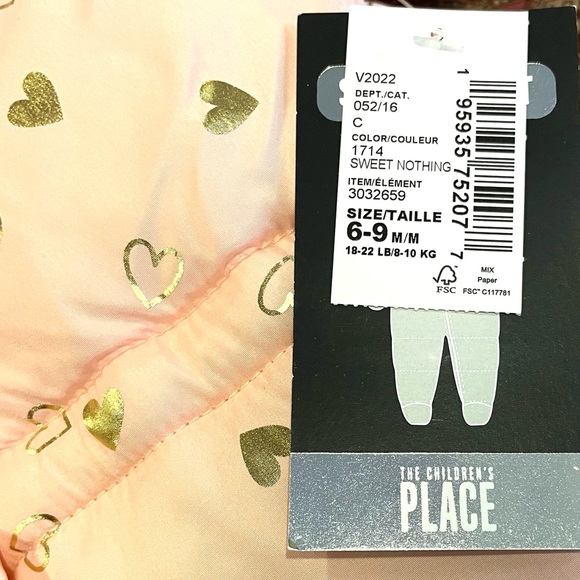 V2022
DEPT./CAT.
052/16
C
COLOR/COULEUR
1714
SWEET NOTHING
ITEM/ÉLÉMENT
3032659
SIZE/TAILLE
6-9 M/M
18-22 LB/8-10 KG
1 95935 75207 7
FSC
MIX
Paper
FSC™ C117781
THE CHILDREN'S
PLACE